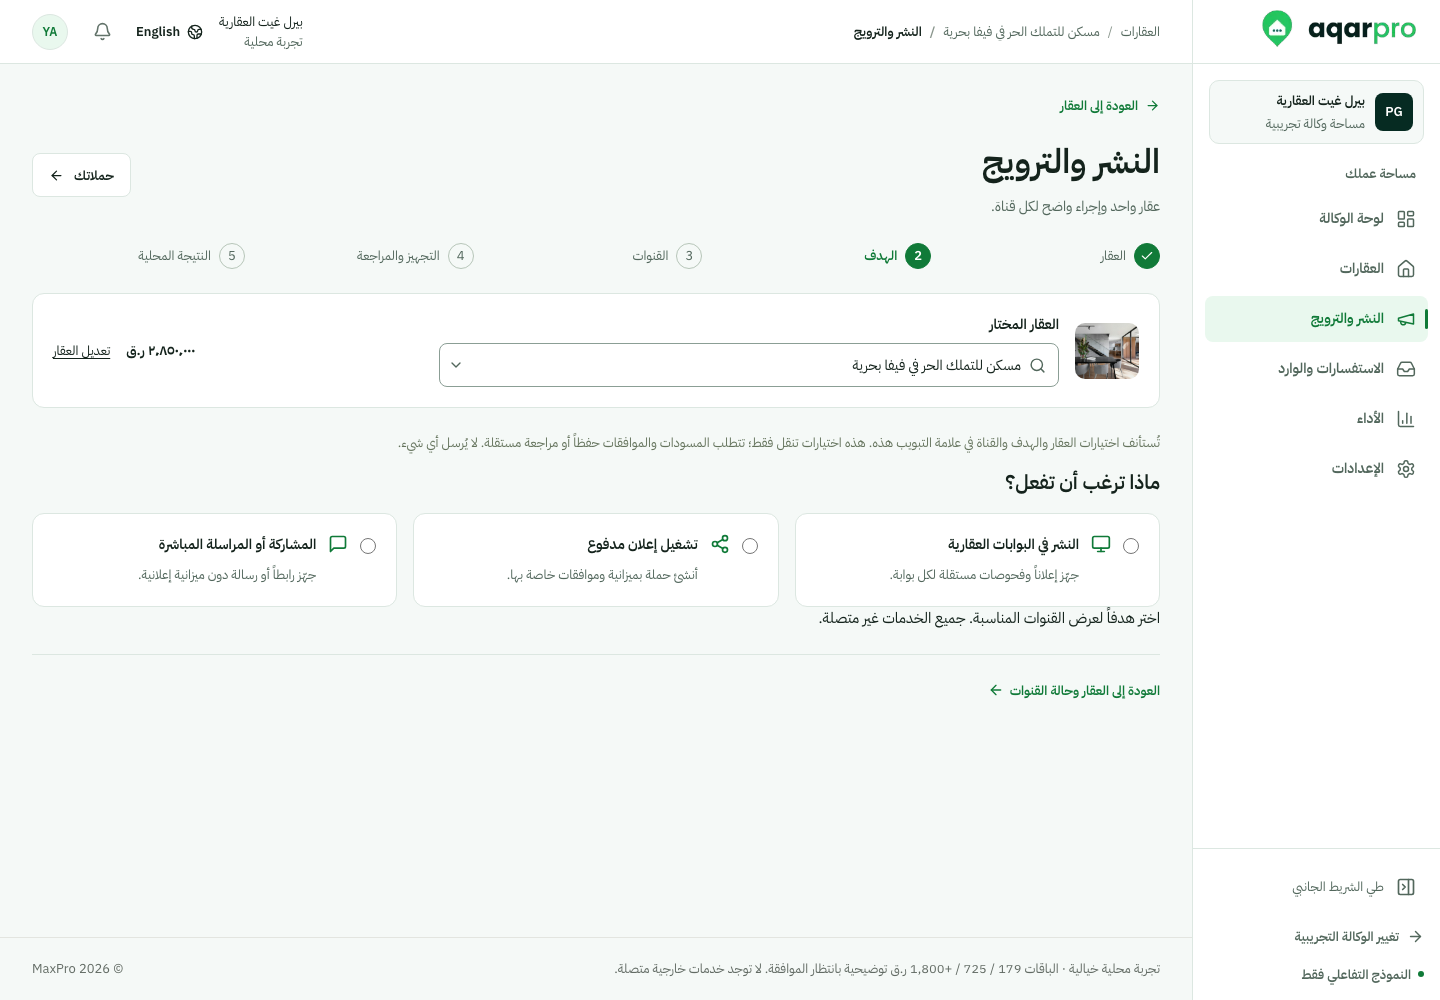 aqarpro
PG
بيرل غيت العقارية
مساحة وكالة تجريبية
مساحة عملك
لوحة الوكالة
العقارات
النشر والترويج
الاستفسارات والوارد
الأداء
الإعدادات
طي الشريط الجانبي
تغيير الوكالة التجريبية
النموذج التفاعلي فقط
العقارات / مسكن للتملك الحر في فيفا بحرية / النشر والترويج
بيرل غيت العقارية
تجربة محلية
English
YA
العودة إلى العقار
النشر والترويج
عقار واحد وإجراء واضح لكل قناة.
حملاتك
العقار
2 الهدف
3 القنوات
4 التجهيز والمراجعة
5 النتيجة المحلية
العقار المختار
مسكن للتملك الحر في فيفا بحرية
٢,٨٥٠,٠٠٠ ر.ق
تعديل العقار
تُستأنف اختيارات العقار والهدف والقناة في علامة التبويب هذه. هذه اختيارات تنقل فقط؛ تتطلب المسودات والموافقات حفظاً أو مراجعة مستقلة. لا يُرسل أي شيء.
ماذا ترغب أن تفعل؟
النشر في البوابات العقارية
جهّز إعلاناً وفحوصات مستقلة لكل بوابة.
تشغيل إعلان مدفوع
أنشئ حملة بميزانية وموافقات خاصة بها.
المشاركة أو المراسلة المباشرة
جهّز رابطاً أو رسالة دون ميزانية إعلانية.
اختر هدفاً لعرض القنوات المناسبة. جميع الخدمات غير متصلة.
العودة إلى العقار وحالة القنوات
تجربة محلية خيالية · الباقات 179 / 725 / +1,800 ر.ق توضيحية بانتظار الموافقة. لا توجد خدمات خارجية متصلة.
© 2026 MaxPro